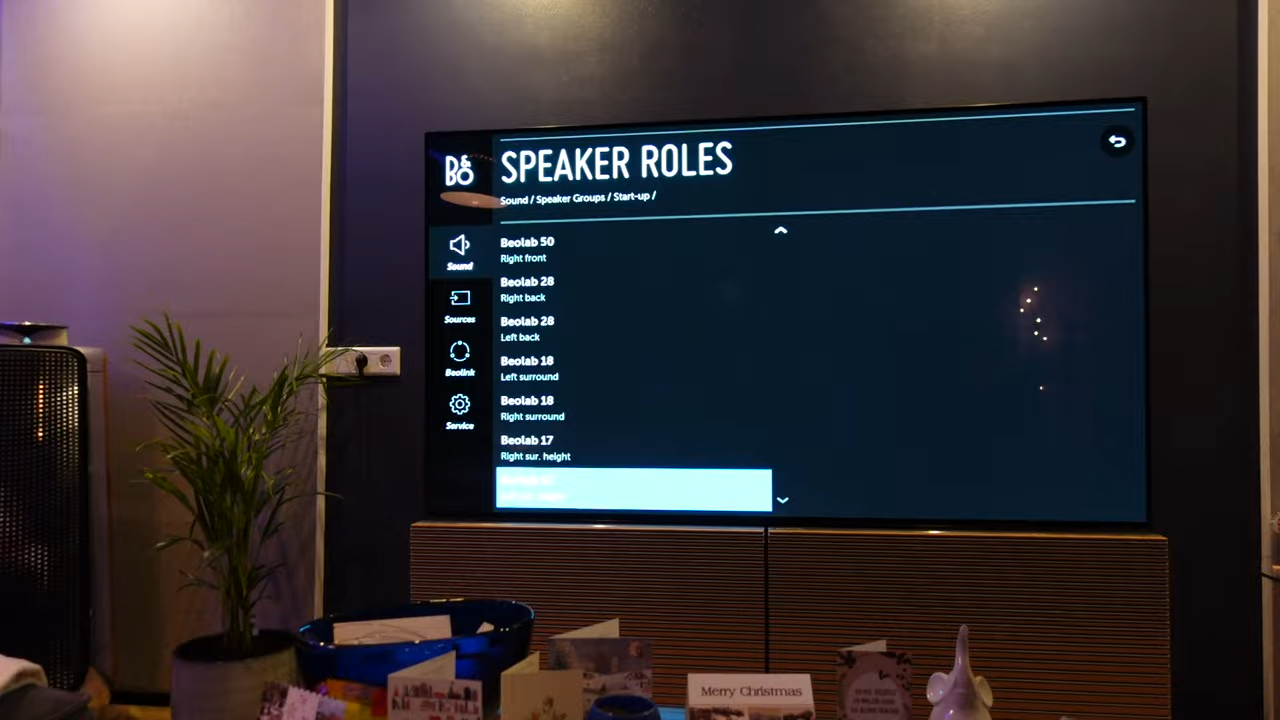 B&O
SPEAKER ROLES
Sound / Speaker Groups / Start-up /
Sound
Sources
Beolink
Service
Beolab 50
Right front
Beolab 28
Right back
Beolab 28
Left back
Beolab 18
Left surround
Beolab 18
Right surround
Beolab 17
Right sur. height
Merry Christmas